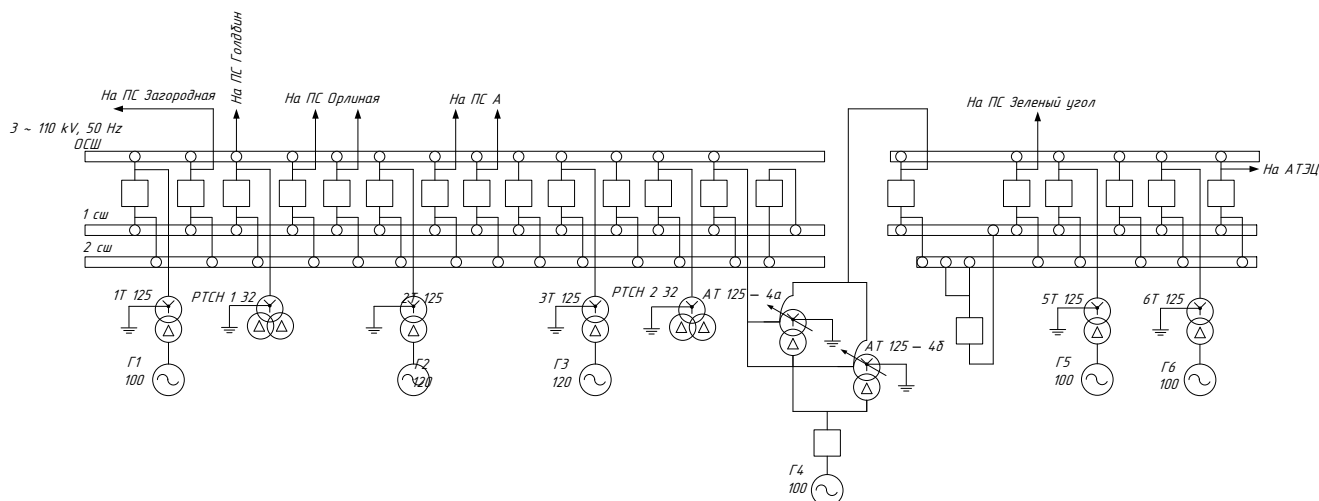 На ПС Загородная
На ПС Голдбин
На ПС Орлиная
На ПС А
На ПС Зеленый угол
3 ~ 110 kV, 50 Hz
ОСШ
На АТЭЦ
1 сш
2 сш
1Т 125
РТСН 1 32
2Т 125
3Т 125
РТСН 2 32
АТ 125 – 4а
5Т 125
6Т 125
АТ 125 – 4б
Г1
100
Г2
120
Г3
120
Г5
100
Г6
100
Г4
100